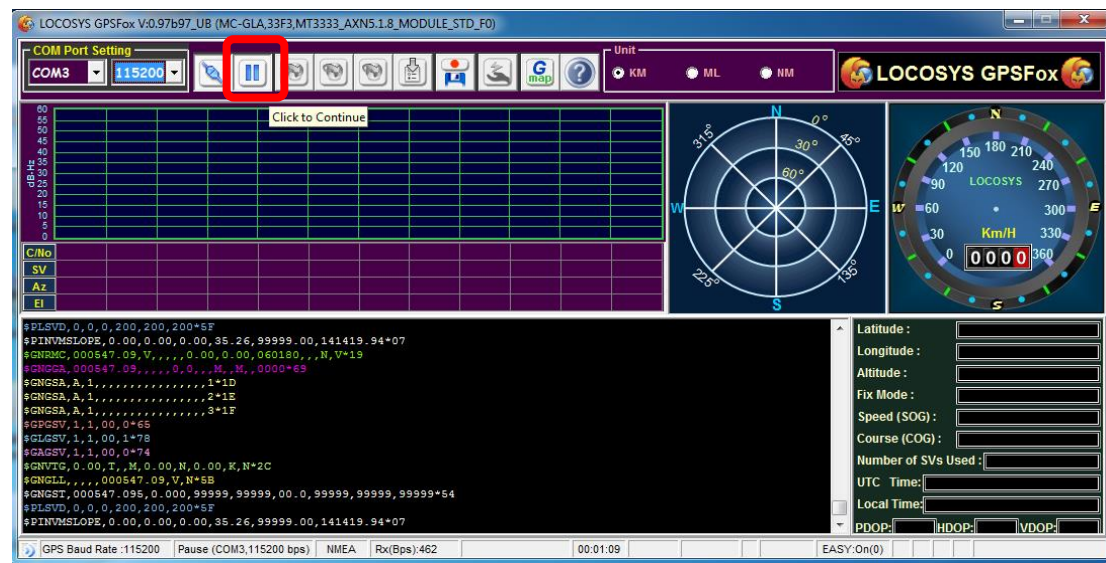 LOCOSYS GPSFox V:0.97b97_UB (MC-GLA,33F3,MT3333_AXN5.1.8_MODULE_STD_F0)
COM Port Setting
COM3
115200
G map
?
Unit
KM
ML
NM
LOCOSYS GPSFox
Click to Continue
60
55
50
45
40
35
30
25
20
15
10
5
0
dB-Hz
C/No
SV
Az
El
N
0°
45°
30°
60°
315°
W
E
225°
135°
S
N
150 180 210
120 240
90 LOCOSYS 270
W 60 300 E
30 Km/H 330
0 0000 360
S
$PLSVD,0,0,0,200,200,200*5F
$PINVMSLOPE,0.00,0.00,0.00,35.26,99999.00,141419.94*07
$GNRMC,000547.09,V,,,,,0.00,0.00,060180,,,N,V*19
$GNGGA,000547.09,,,,,0,0,,,M,,M,,0000*69
$GNGSA,A,1,,,,,,,,,,,,,,,,1*1D
$GNGSA,A,1,,,,,,,,,,,,,,,,2*1E
$GNGSA,A,1,,,,,,,,,,,,,,,,3*1F
$GPGSV,1,1,00,0*65
$GLGSV,1,1,00,1*78
$GAGSV,1,1,00,0*74
$GNVTG,0.00,T,,M,0.00,N,0.00,K,N*2C
$GNGLL,,,,,000547.09,V,N*5B
$GNGST,000547.095,0.000,99999,99999,00.0,99999,99999,99999*54
$PLSVD,0,0,0,200,200,200*5F
$PINVMSLOPE,0.00,0.00,0.00,35.26,99999.00,141419.94*07
Latitude :
Longitude :
Altitude :
Fix Mode :
Speed (SOG) :
Course (COG) :
Number of SVs Used :
UTC Time:
Local Time:
PDOP: HDOP: VDOP:
GPS Baud Rate :115200 Pause (COM3,115200 bps) NMEA Rx(Bps):462 00:01:09 EASY:On(0)